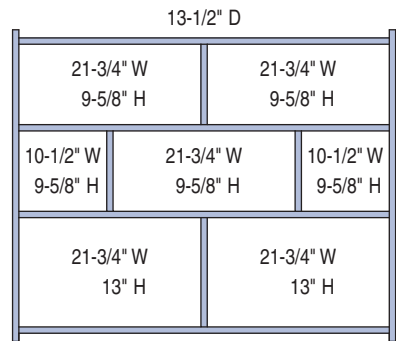 13-1/2" D
21-3/4" W
9-5/8" H
21-3/4" W
9-5/8" H
10-1/2" W
9-5/8" H
21-3/4" W
9-5/8" H
10-1/2" W
9-5/8" H
21-3/4" W
13" H
21-3/4" W
13" H